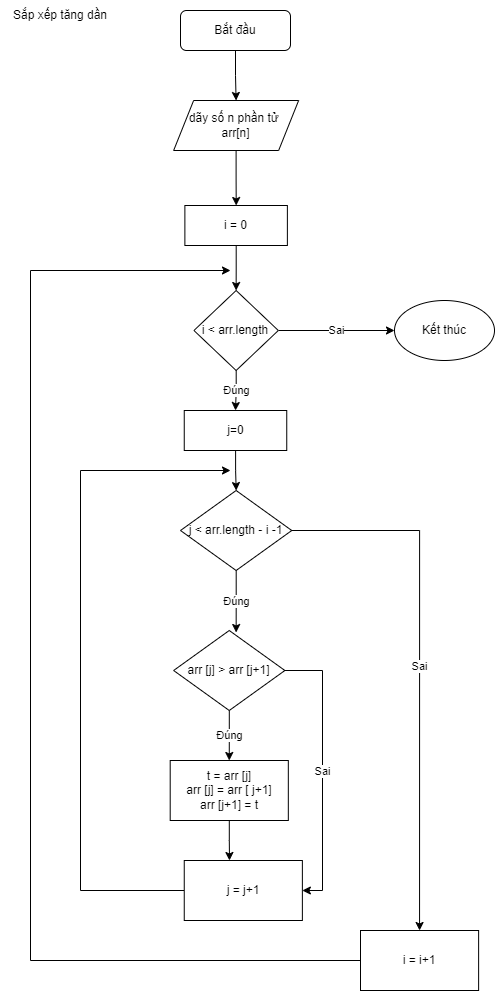 Sắp xếp tăng dần
Bắt đầu
dãy số n phần tử
arr[n]
i = 0
i < arr.length
Sai
Kết thúc
Đúng
j=0
j < arr.length - i -1
Đúng
Sai
arr [j] > arr [j+1]
Đúng
Sai
t = arr [j]
arr [j] = arr [ j+1]
arr [j+1] = t
j = j+1
i = i+1